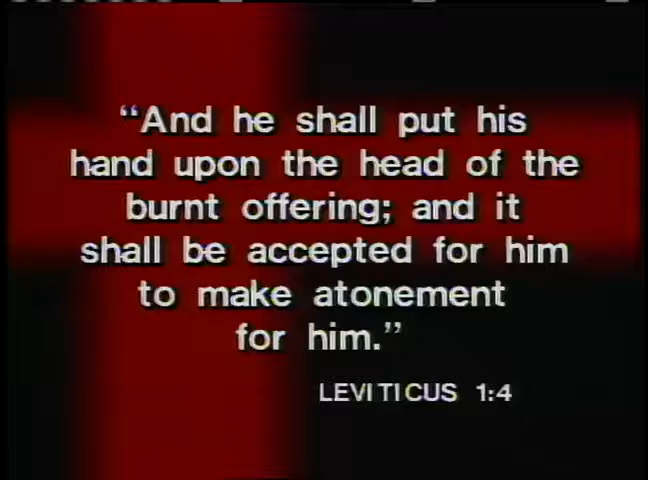 “And he shall put his
hand upon the head of the
burnt offering; and it
shall be accepted for him
to make atonement
for him.”
LEVITICUS 1:4